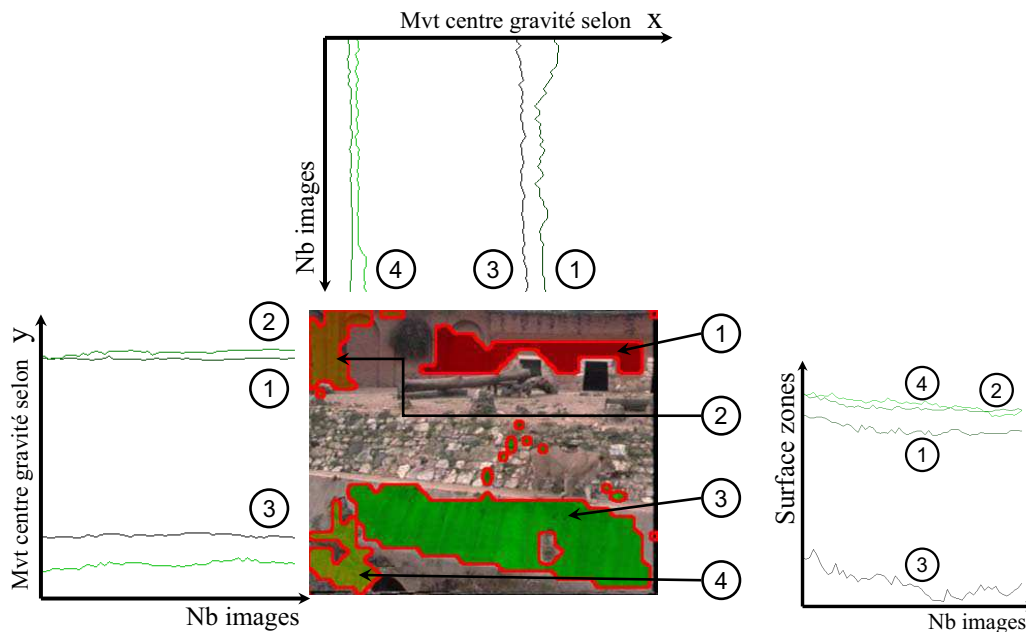 Mvt centre gravité selon x
Nb images
4
3
1
Mvt centre gravité selon y
2
1
3
Nb images
1
2
3
4
Surface zones
4
2
1
3
Nb images